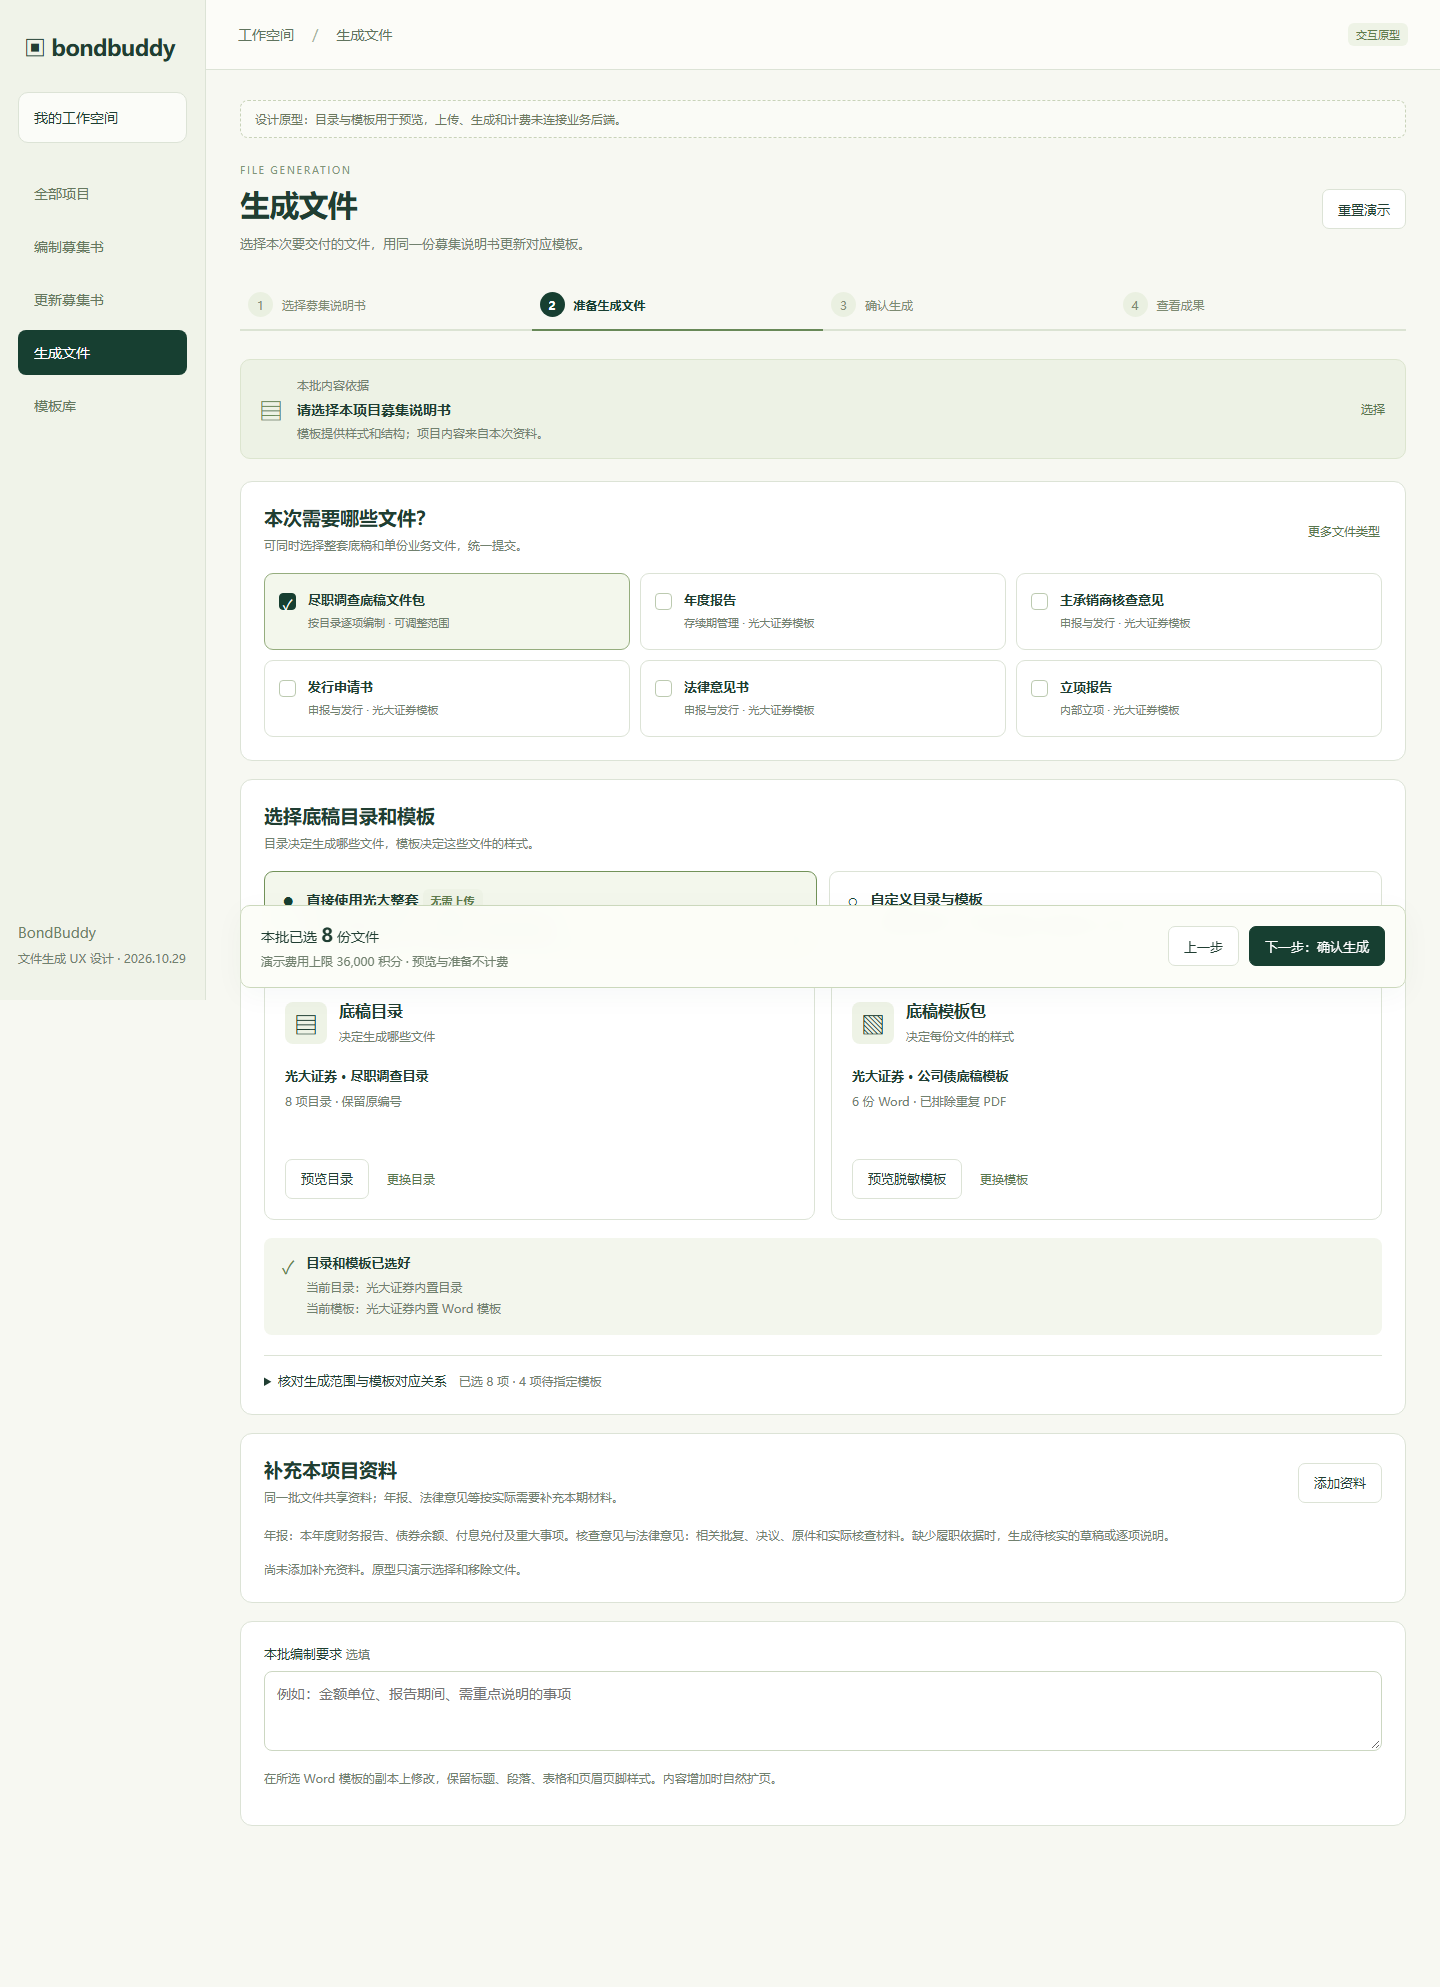 bondbuddy
我的工作空间
全部项目
编制募集书
更新募集书
生成文件
模板库
BondBuddy
文件生成 UX 设计 · 2026.10.29
工作空间 / 生成文件
交互原型
设计原型：目录与模板用于预览，上传、生成和计费未连接业务后端。
FILE GENERATION
生成文件
选择本次要交付的文件，用同一份募集说明书更新对应模板。
重置演示
1 选择募集说明书
2 准备生成文件
3 确认生成
4 查看成果
本批内容依据
请选择本项目募集说明书
模板提供样式和结构；项目内容来自本次资料。
选择
本次需要哪些文件？
可同时选择整套底稿和单份业务文件，统一提交。
更多文件类型
尽职调查底稿文件包
按目录逐项编制 · 可调整范围
年度报告
存续期管理 · 光大证券模板
主承销商核查意见
申报与发行 · 光大证券模板
发行申请书
申报与发行 · 光大证券模板
法律意见书
申报与发行 · 光大证券模板
立项报告
内部立项 · 光大证券模板
选择底稿目录和模板
目录决定生成哪些文件，模板决定这些文件的样式。
直接使用光大整套 无需上传
自定义目录与模板
本批已选 8 份文件
演示费用上限 36,000 积分 · 预览与准备不计费
上一步
下一步：确认生成
底稿目录
决定生成哪些文件
光大证券 • 尽职调查目录
8 项目录 · 保留原编号
预览目录
更换目录
底稿模板包
决定每份文件的样式
光大证券 • 公司债底稿模板
6 份 Word · 已排除重复 PDF
预览脱敏模板
更换模板
目录和模板已选好
当前目录：光大证券内置目录
当前模板：光大证券内置 Word 模板
核对生成范围与模板对应关系 已选 8 项 · 4 项待指定模板
补充本项目资料
同一批文件共享资料；年报、法律意见等按实际需要补充本期材料。
添加资料
年报：本年度财务报告、债券余额、付息兑付及重大事项。核查意见与法律意见：相关批复、决议、原件和实际核查材料。缺少履职依据时，生成待核实的草稿或逐项说明。
尚未添加补充资料。原型只演示选择和移除文件。
本批编制要求 选填
例如：金额单位、报告期间、需重点说明的事项
在所选 Word 模板的副本上修改，保留标题、段落、表格和页眉页脚样式。内容增加时自然扩页。